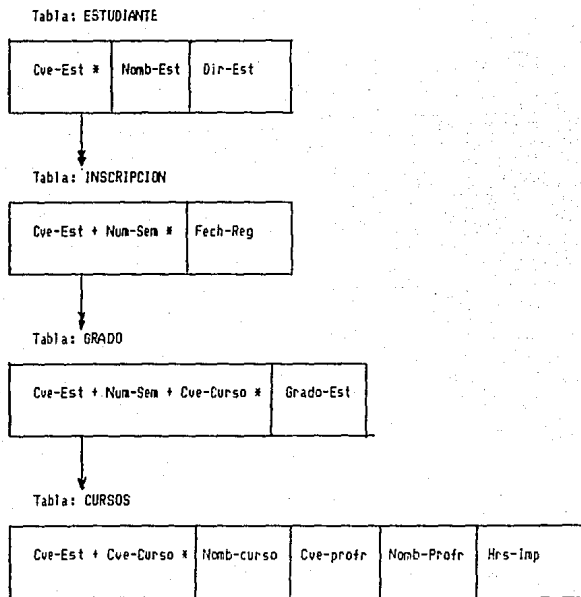 Tabla: ESTUDIANTE
Cve-Est * Nomb-Est Dir-Est
Tabla: INSCRIPCION
Cve-Est + Num-Sem * Fech-Reg
Tabla: GRADO
Cve-Est + Num-Sem + Cve-Curso * Grado-Est
Tabla: CURSOS
Cve-Est + Cve-Curso * Nomb-curso Cve-profr Nomb-Profr Hrs-Imp